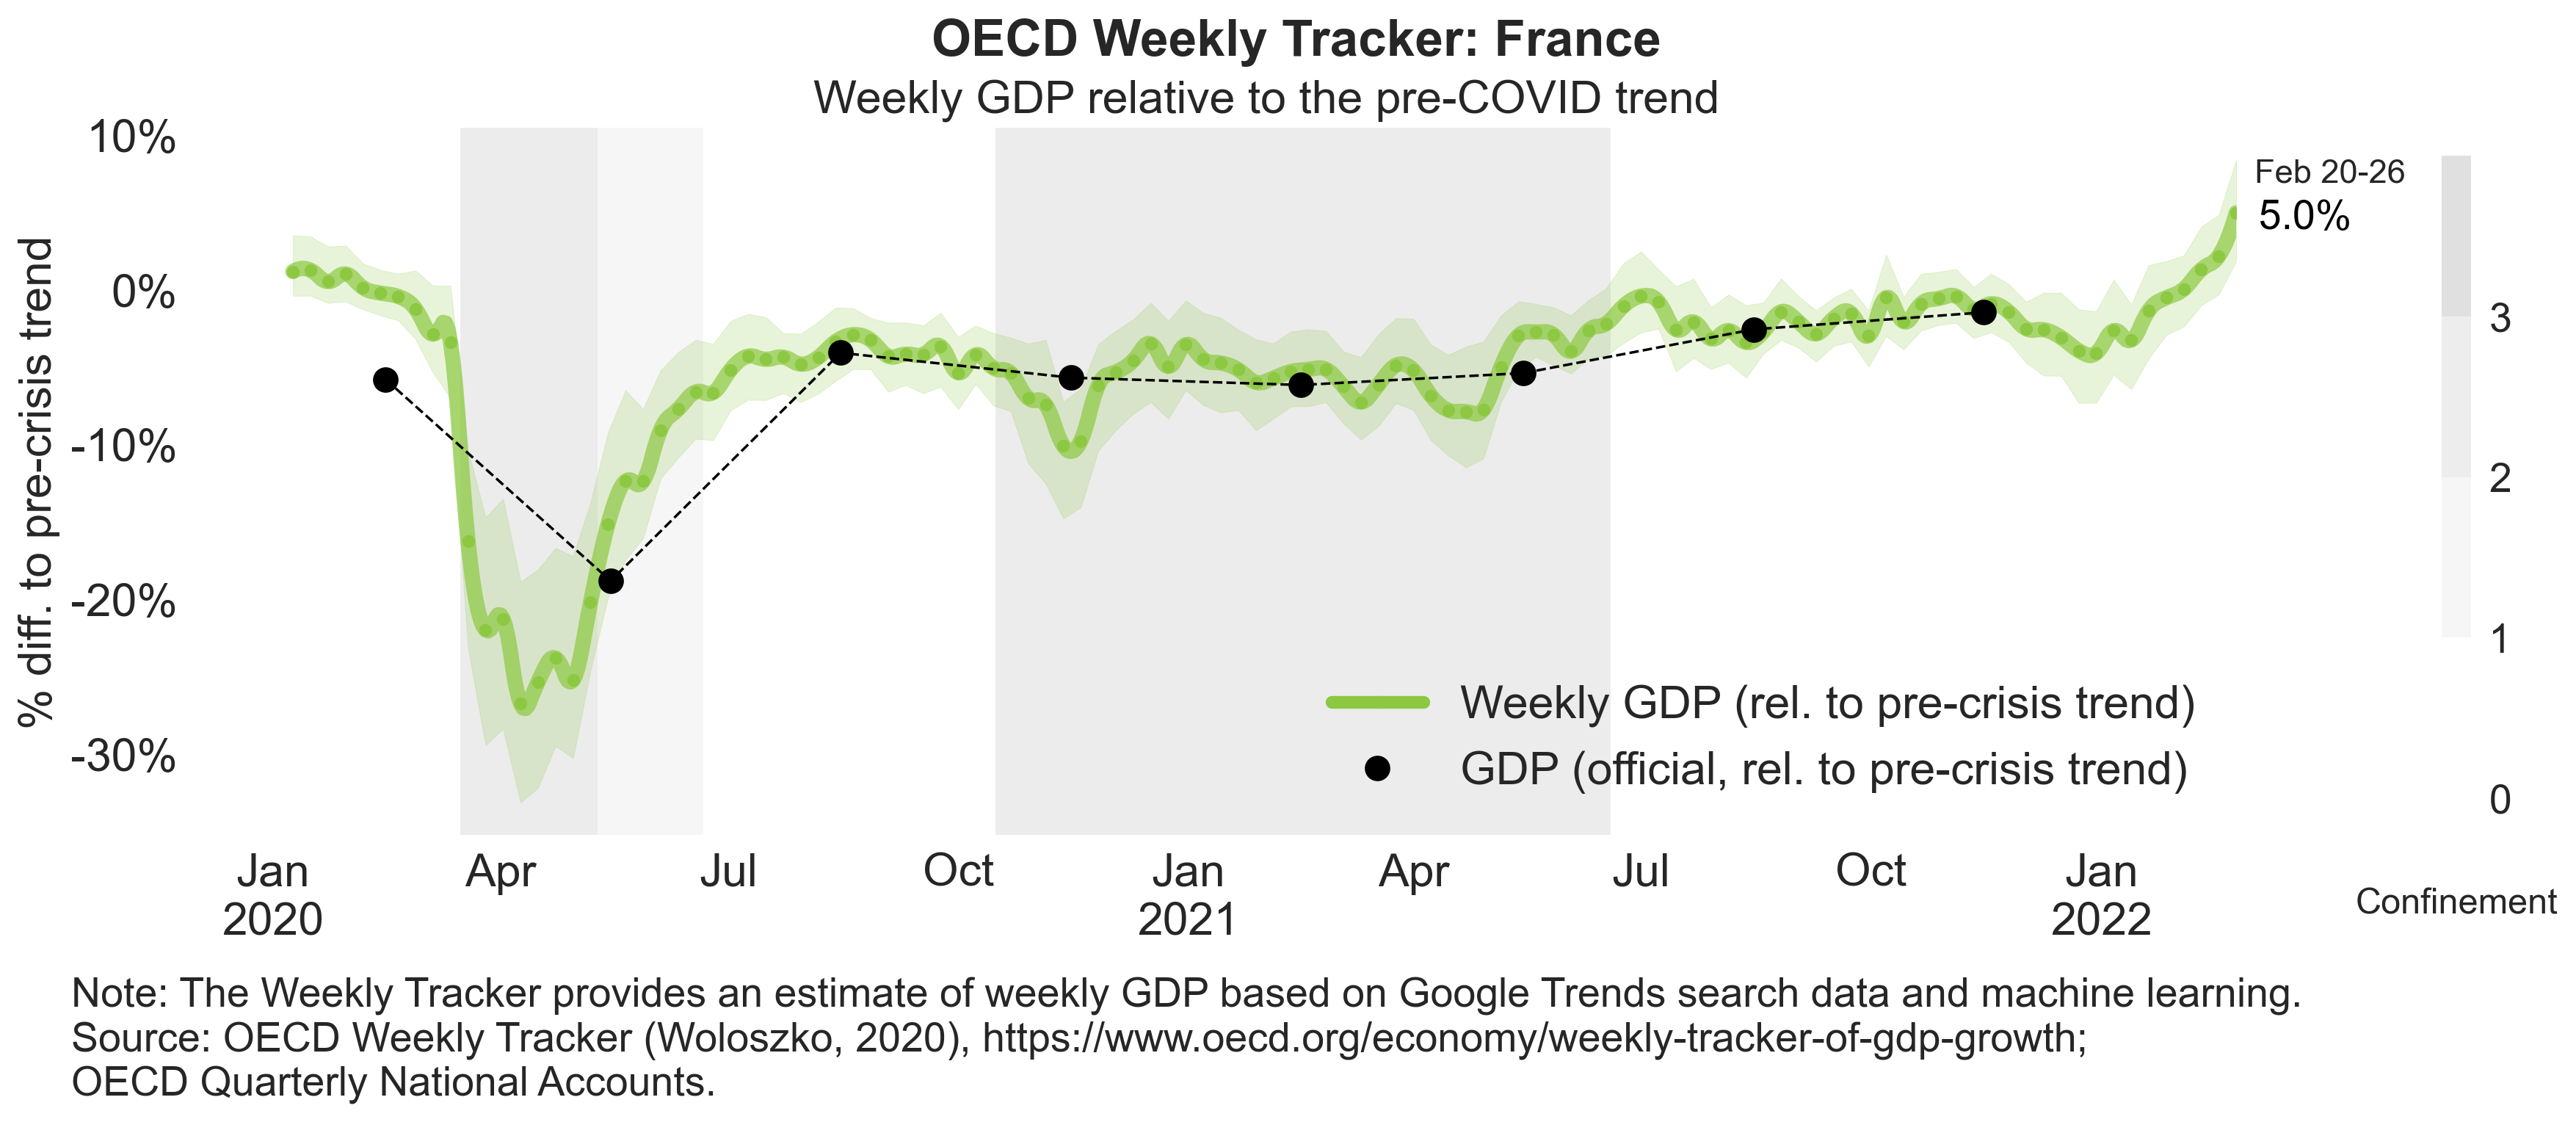 OECD Weekly Tracker: France
Weekly GDP relative to the pre-COVID trend
% diff. to pre-crisis trend
10%
0%
-10%
-20%
-30%
Feb 20-26
5.0%
3
2
1
0
Confinement
Weekly GDP (rel. to pre-crisis trend)
GDP (official, rel. to pre-crisis trend)
Jan Apr Jul Oct Jan Apr Jul Oct Jan
2020 2021 2022
Note: The Weekly Tracker provides an estimate of weekly GDP based on Google Trends search data and machine learning.
Source: OECD Weekly Tracker (Woloszko, 2020), https://www.oecd.org/economy/weekly-tracker-of-gdp-growth;
OECD Quarterly National Accounts.